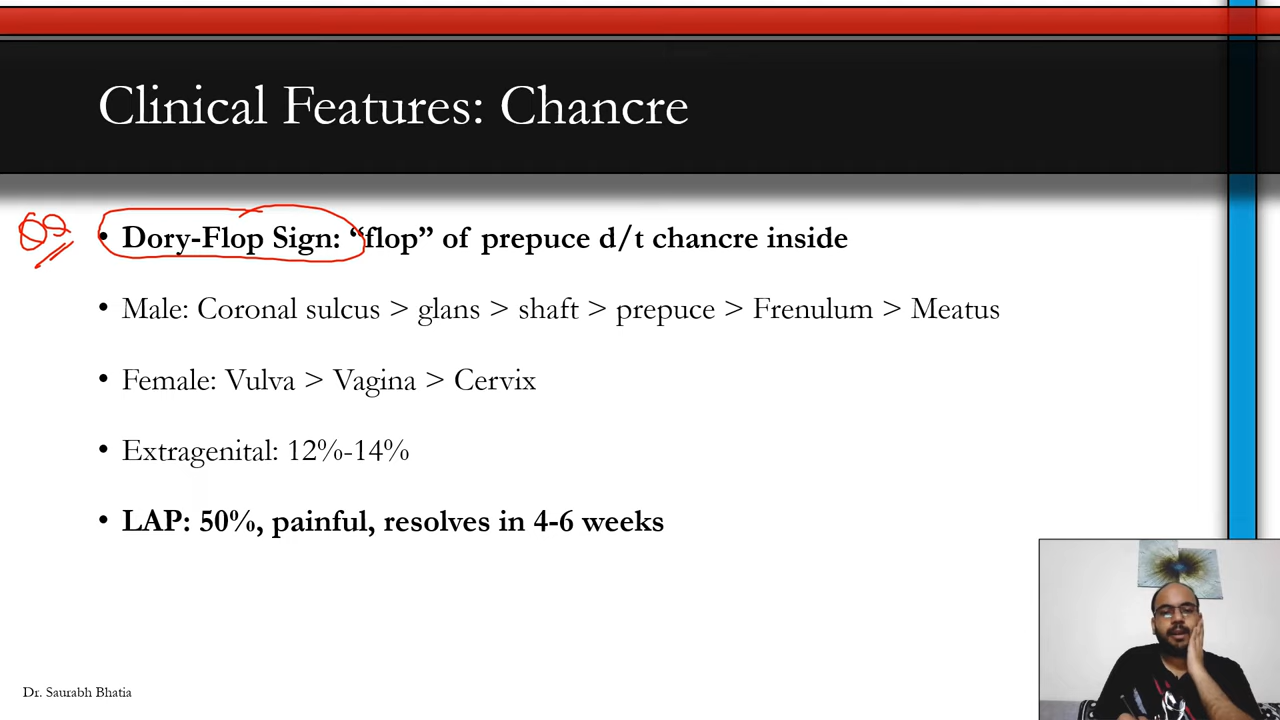 Clinical Features: Chancre
• Dory-Flop Sign: “flop” of prepuce d/t chancre inside
• Male: Coronal sulcus > glans > shaft > prepuce > Frenulum > Meatus
• Female: Vulva > Vagina > Cervix
• Extragenital: 12%-14%
• LAP: 50%, painful, resolves in 4-6 weeks
Dr. Saurabh Bhatia